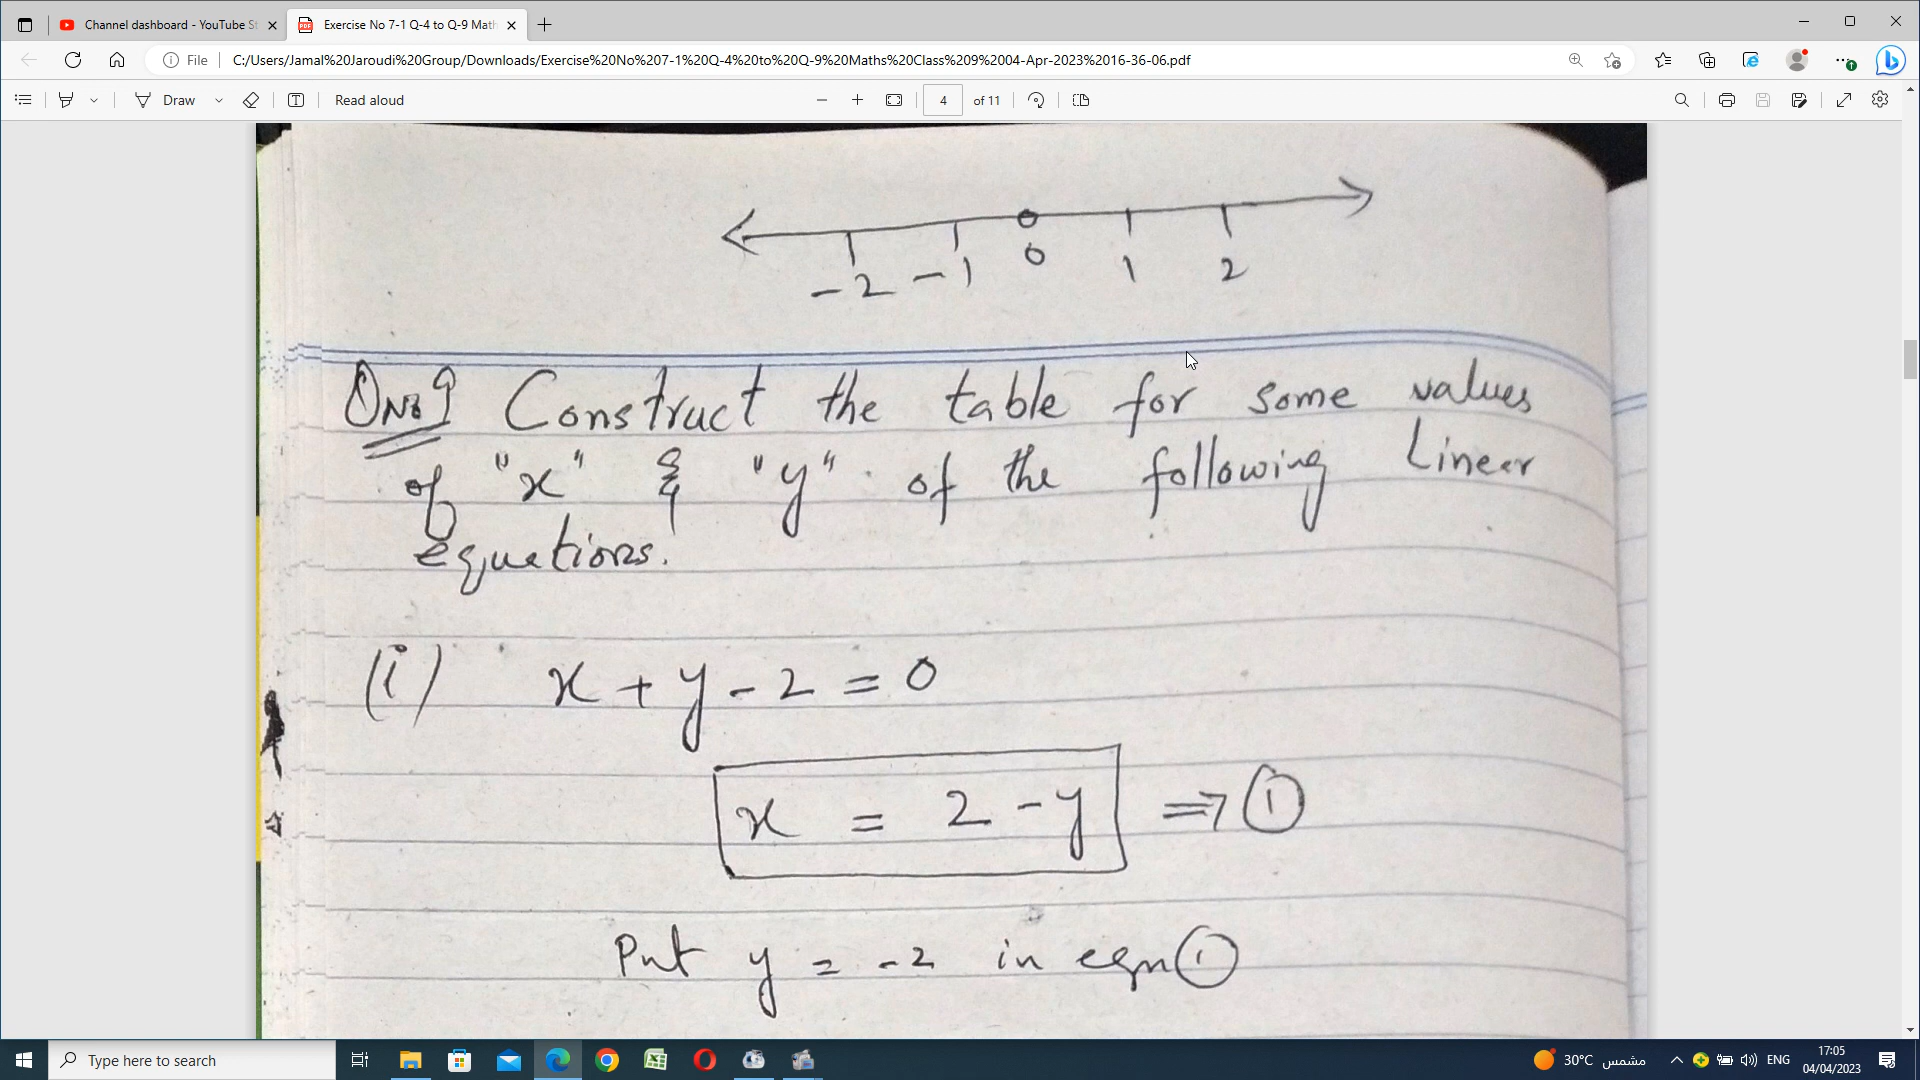 Channel dashboard - YouTube St
Exercise No 7-1 Q-4 to Q-9 Math
File
C:/Users/Jamal%20Jaroudi%20Group/Downloads/Exercise%20No%207-1%20Q-4%20to%20Q-9%20Maths%20Class%209%2004-Apr-2023%2016-36-06.pdf
Draw
Read aloud
4 of 11
-2 -1 0 1 2
QNo9 Construct the table for some values
of "x" & "y" of the following Linear
equations.
(i) x + y - 2 = 0
x = 2 - y ⇒ ①
Put y = -2 in eqn ①
Type here to search
30°C مشمس
ENG
17:05
04/04/2023